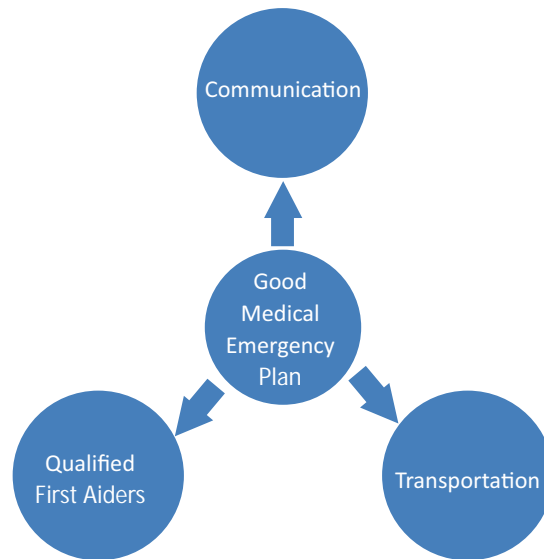 Communication
Good
Medical
Emergency
Plan
Qualified
First Aiders
Transportation